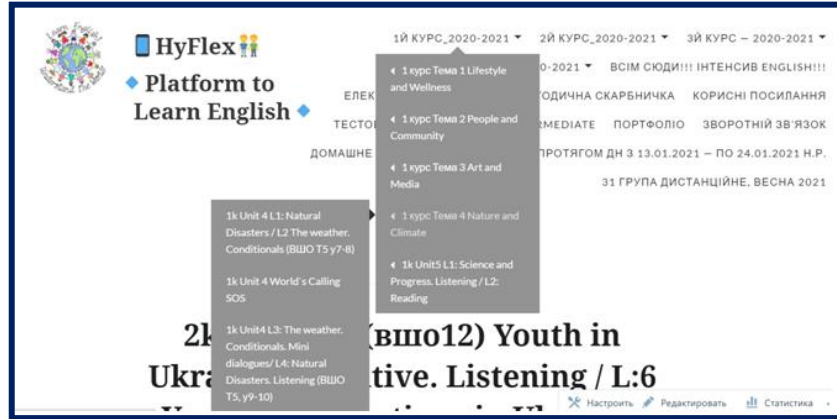 HyFlex
Platform to
Learn English
1Й КУРС_2020-2021
2Й КУРС_2020-2021
3Й КУРС – 2020-2021
0-2021
ВСІМ СЮДИ!!! ІНТЕНСИВ ENGLISH!!!
ЕЛЕК
ОДИЧНА СКАРБНИЧКА
КОРИСНІ ПОСИЛАННЯ
ТЕСТО
RMEDIATE
ПОРТФОЛІО
ЗВОРОТНІЙ ЗВ'ЯЗОК
ДОМАШНЕ
ПРОТЯГОМ ДН З 13.01.2021 – ПО 24.01.2021 Н.Р.
31 ГРУПА ДИСТАНЦІЙНЕ, ВЕСНА 2021
1 курс Тема 1 Lifestyle
and Wellness
1 курс Тема 2 People and
Community
1 курс Тема 3 Art and
Media
1 курс Тема 4 Nature and
Climate
1k Unit5 L1: Science and
Progress. Listening / L2:
Reading
1k Unit 4 L1: Natural
Disasters / L2 The weather.
Conditionals (ВШО Т5 у7-8)
1k Unit 4 World's Calling
SOS
1k Unit4 L3: The weather.
Conditionals. Mini
dialogues/ L4: Natural
Disasters. Listening (ВШО
Т5, у9-10)
2k
(вшо12) Youth in
Ukra
tive. Listening / L:6
Настроить
Редактировать
Статистика